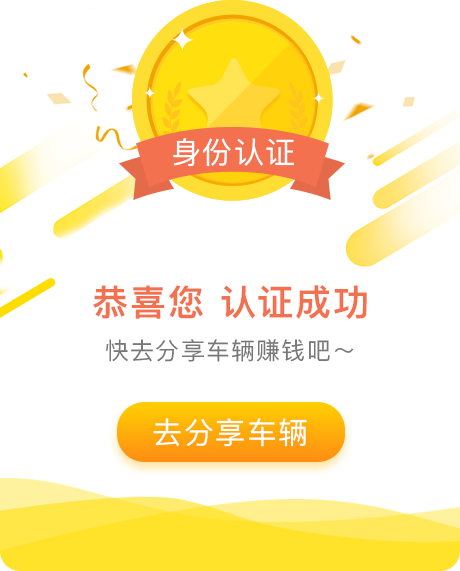 身份认证
恭喜您 认证成功
快去分享车辆赚钱吧～
去分享车辆